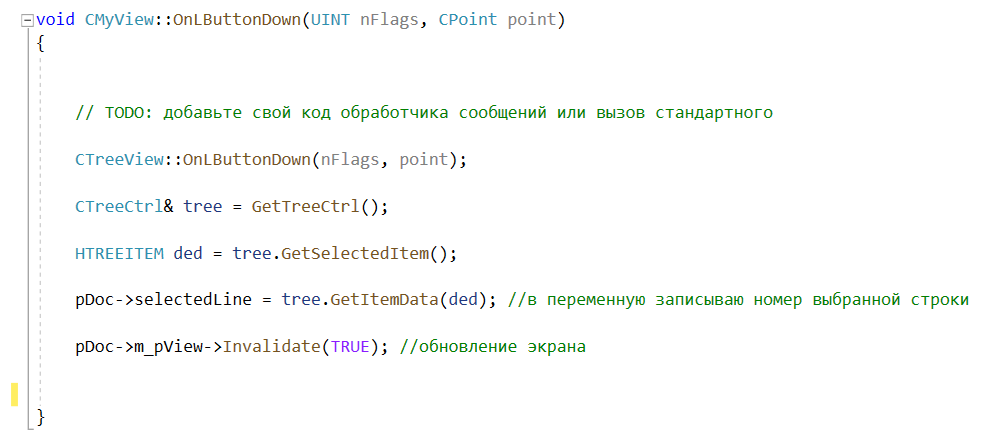 void CMyView::OnLButtonDown(UINT nFlags, CPoint point)
{
// TODO: добавьте свой код обработчика сообщений или вызов стандартного
CTreeView::OnLButtonDown(nFlags, point);
CTreeCtrl& tree = GetTreeCtrl();
HTREEITEM ded = tree.GetSelectedItem();
pDoc->selectedLine = tree.GetItemData(ded); //в переменную записываю номер выбранной строки
pDoc->m_pView->Invalidate(TRUE); //обновление экрана
}